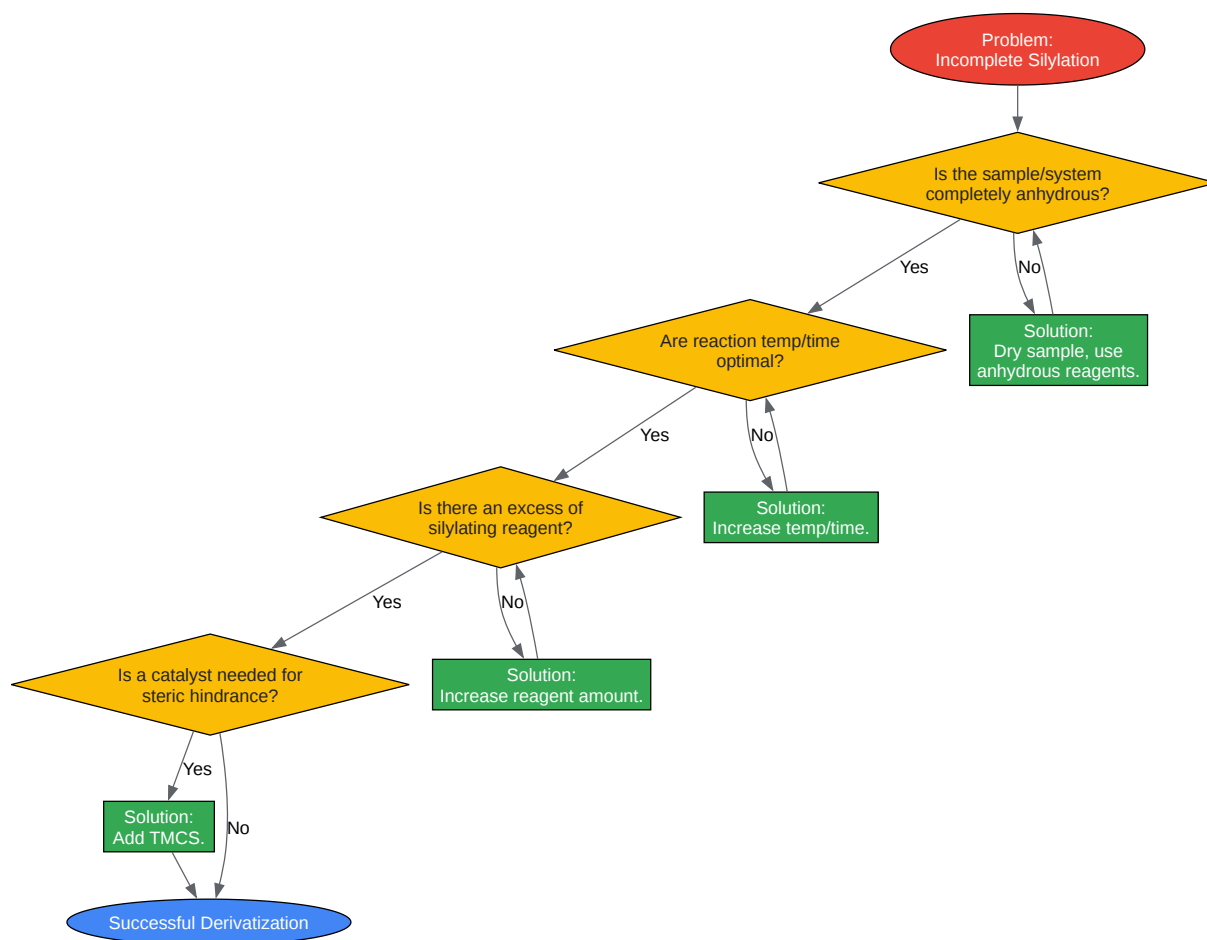 Problem:
Incomplete Silylation
Is the sample/system
completely anhydrous?
Yes
No
Solution:
Dry sample, use
anhydrous reagents.
Are reaction temp/time
optimal?
Yes
No
Solution:
Increase temp/time.
Is there an excess of
silylating reagent?
Yes
No
Solution:
Increase reagent amount.
Is a catalyst needed for
steric hindrance?
Yes
No
Solution:
Add TMCS.
Successful Derivatization